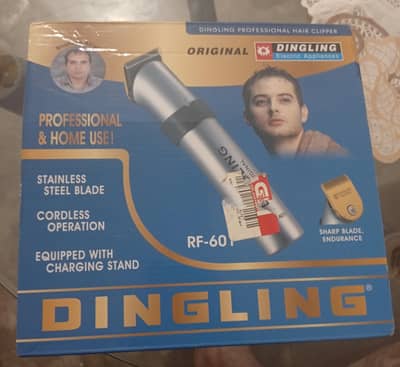 DINGLING PROFESSIONAL HAIR CLIPPER
ORIGINAL
DINGLING
Electric Appliances
PROFESSIONAL
& HOME USE!
STAINLESS
STEEL BLADE
CORDLESS
OPERATION
EQUIPPED WITH
CHARGING STAND
RF-601
SHARP BLADE,
ENDURANCE
DINGLING®